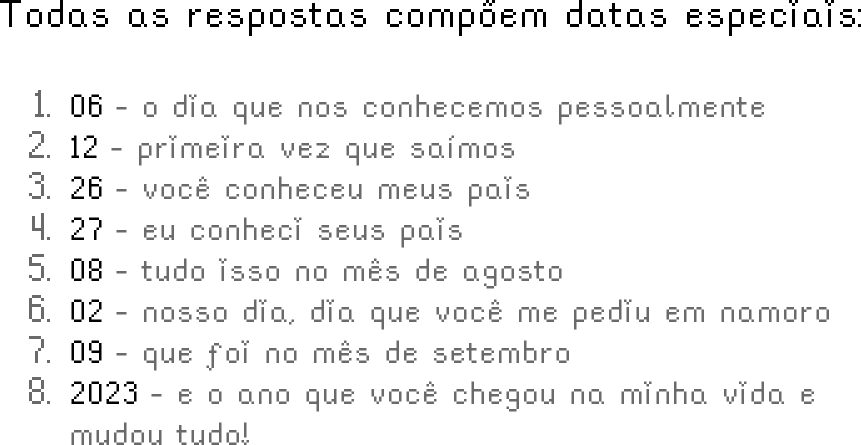 Todas as respostas compõem datas especiais:
1. 06 - o dia que nos conhecemos pessoalmente
2. 12 - primeira vez que saímos
3. 26 - você conheceu meus pais
4. 27 - eu conheci seus pais
5. 08 - tudo isso no mês de agosto
6. 02 - nosso dia, dia que você me pediu em namoro
7. 09 - que foi no mês de setembro
8. 2023 - e o ano que você chegou na minha vida e
mudou tudo!